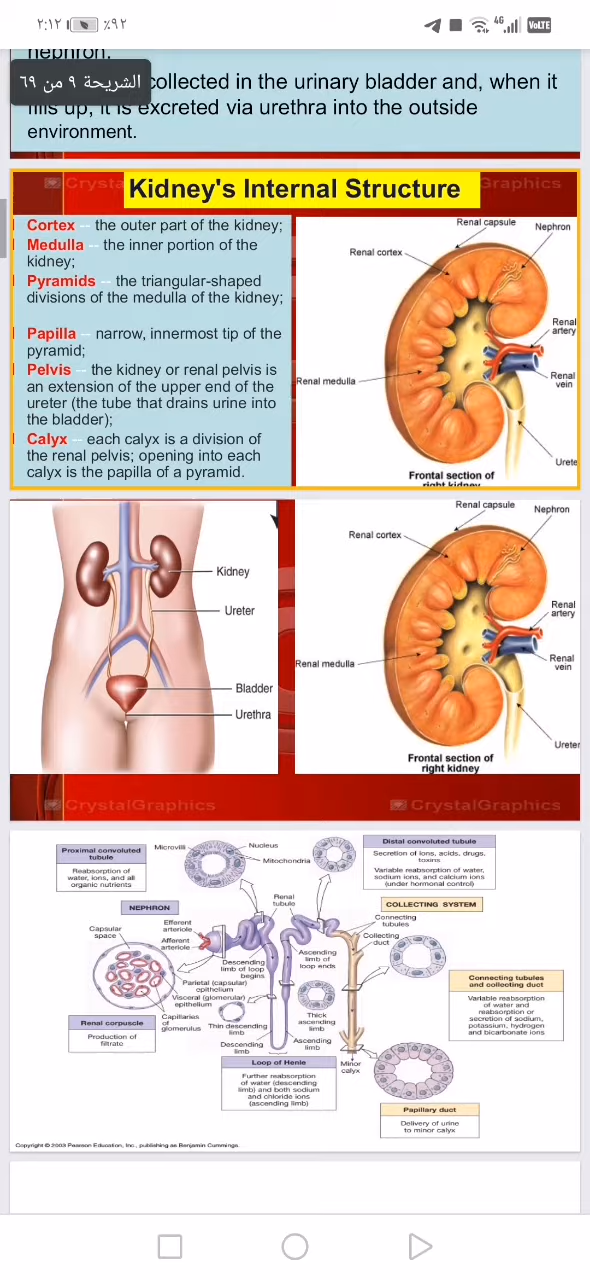 ٢:١٢ ٪٩٢ 4G VoLTE
nephron.
الشريحة ٩ من ٦٩
collected in the urinary bladder and, when it
fills up, it is excreted via urethra into the outside
environment.
Kidney's Internal Structure
Graphics
Cortex -- the outer part of the kidney;
Medulla -- the inner portion of the
kidney;
Pyramids -- the triangular-shaped
divisions of the medulla of the kidney;
Papilla -- narrow, innermost tip of the
pyramid;
Pelvis -- the kidney or renal pelvis is
an extension of the upper end of the
ureter (the tube that drains urine into
the bladder);
Calyx -- each calyx is a division of
the renal pelvis; opening into each
calyx is the papilla of a pyramid.
Renal capsule
Nephron
Renal cortex
Renal
artery
Renal
vein
Renal medulla
Urete
Frontal section of
right kidney
Kidney
Ureter
Bladder
Urethra
Renal capsule
Nephron
Renal cortex
Renal
artery
Renal
vein
Renal medulla
Ureter
Frontal section of
right kidney
CrystalGraphics
CrystalGraphics
Proximal convoluted
tubule
Reabsorption of
water, ions, and all
organic nutrients
Microvilli
Nucleus
Mitochondria
Distal convoluted tubule
Secretion of ions, acids, drugs,
toxins
Variable reabsorption of water,
sodium ions, and calcium ions
(under hormonal control)
NEPHRON
Renal
tubule
COLLECTING SYSTEM
Capsular
space
Efferent
arteriole
Afferent
arteriole
Connecting
tubules
Collecting
duct
Descending
limb of loop
begins
Ascending
limb of
loop ends
Parietal (capsular)
epithelium
Visceral (glomerular)
epithelium
Capillaries
of
glomerulus
Renal corpuscle
Production of
filtrate
Thin descending
limb
Thick
ascending
limb
Descending
limb
Ascending
limb
Connecting tubules
and collecting duct
Variable reabsorption
of water and
reabsorption or
secretion of sodium,
potassium, hydrogen
and bicarbonate ions
Loop of Henle
Further reabsorption
of water (descending
limb) and both sodium
and chloride ions
(ascending limb)
Minor
calyx
Papillary duct
Delivery of urine
to minor calyx
Copyright © 2003 Pearson Education, Inc., publishing as Benjamin Cummings.